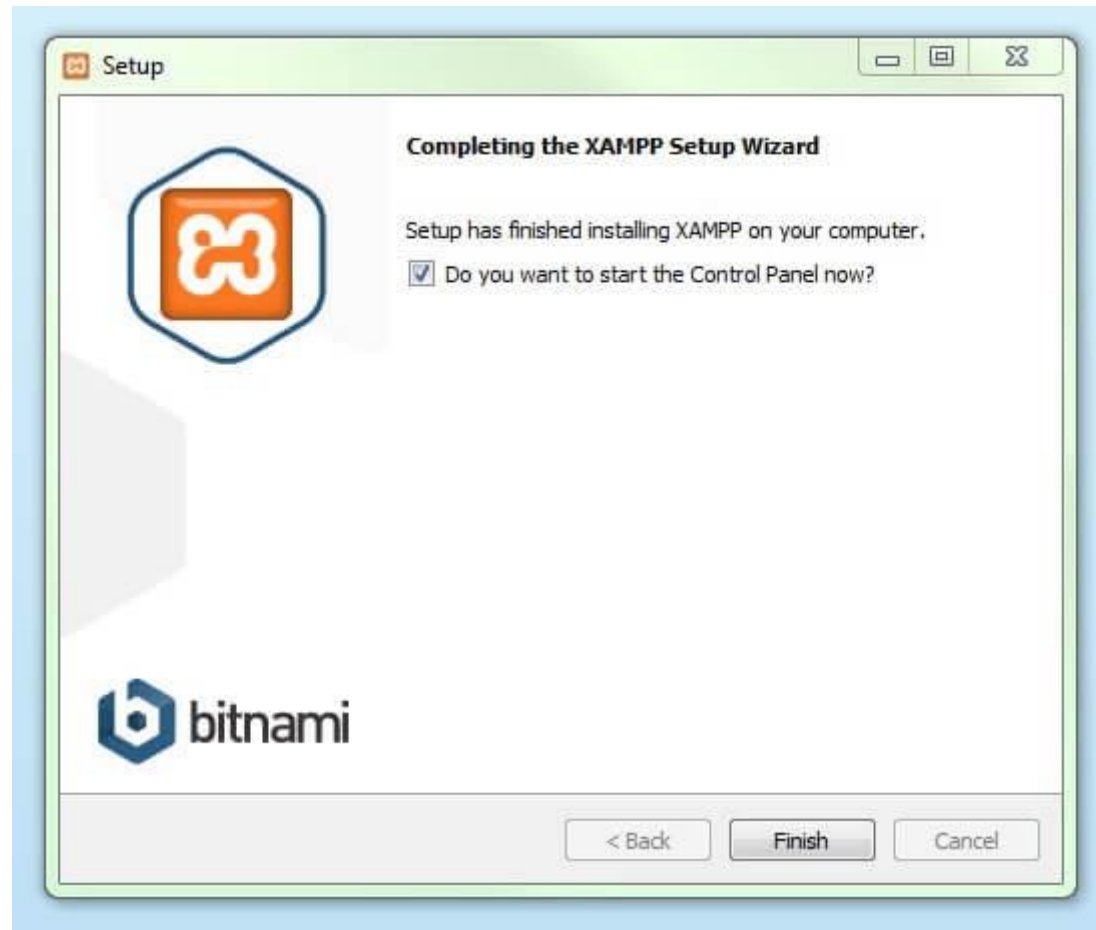 Setup
Completing the XAMPP Setup Wizard
Setup has finished installing XAMPP on your computer.
Do you want to start the Control Panel now?
bitnami
< Back
Finish
Cancel